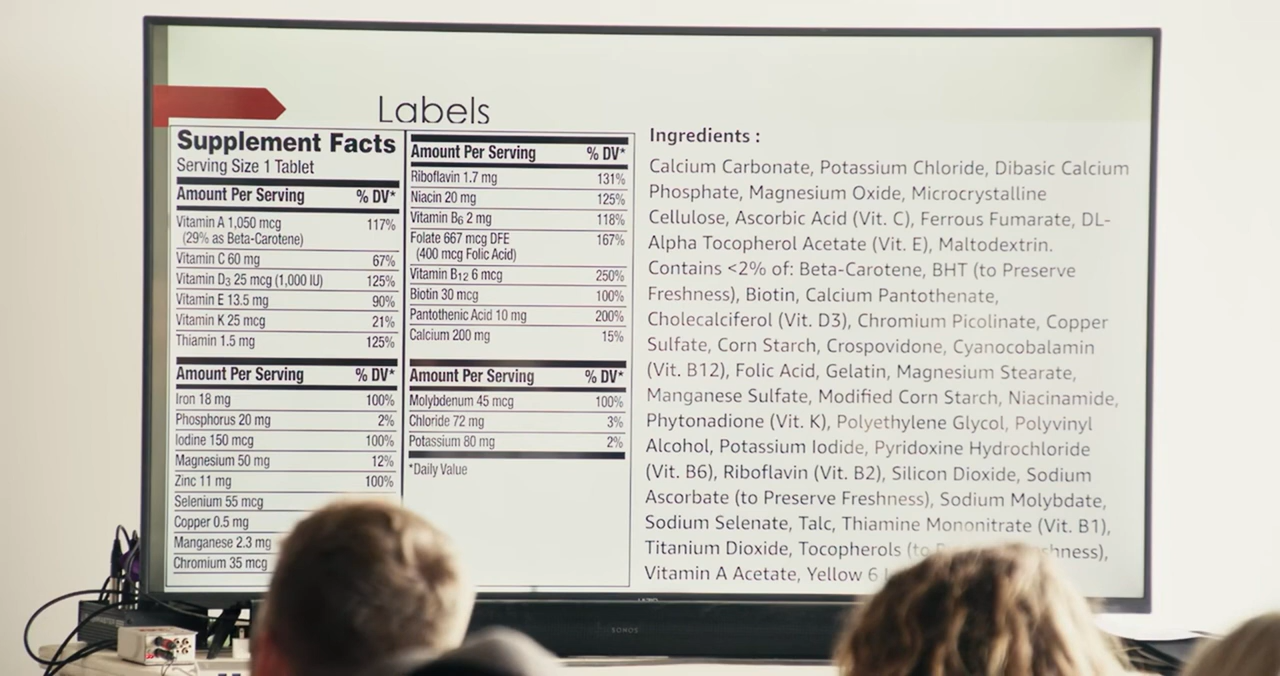 Labels
Supplement Facts
Serving Size 1 Tablet
Amount Per Serving % DV*
Vitamin A 1,050 mcg 117%
(29% as Beta-Carotene)
Vitamin C 60 mg 67%
Vitamin D3 25 mcg (1,000 IU) 125%
Vitamin E 13.5 mg 90%
Vitamin K 25 mcg 21%
Thiamin 1.5 mg 125%
Amount Per Serving % DV*
Iron 18 mg 100%
Phosphorus 20 mg 2%
Iodine 150 mcg 100%
Magnesium 50 mg 12%
Zinc 11 mg 100%
Selenium 55 mcg
Copper 0.5 mg
Manganese 2.3 mg
Chromium 35 mcg
Amount Per Serving % DV*
Riboflavin 1.7 mg 131%
Niacin 20 mg 125%
Vitamin B6 2 mg 118%
Folate 667 mcg DFE 167%
(400 mcg Folic Acid)
Vitamin B12 6 mcg 250%
Biotin 30 mcg 100%
Pantothenic Acid 10 mg 200%
Calcium 200 mg 15%
Amount Per Serving % DV*
Molybdenum 45 mcg 100%
Chloride 72 mg 3%
Potassium 80 mg 2%
*Daily Value
Ingredients :
Calcium Carbonate, Potassium Chloride, Dibasic Calcium
Phosphate, Magnesium Oxide, Microcrystalline
Cellulose, Ascorbic Acid (Vit. C), Ferrous Fumarate, DL-
Alpha Tocopherol Acetate (Vit. E), Maltodextrin.
Contains <2% of: Beta-Carotene, BHT (to Preserve
Freshness), Biotin, Calcium Pantothenate,
Cholecalciferol (Vit. D3), Chromium Picolinate, Copper
Sulfate, Corn Starch, Crospovidone, Cyanocobalamin
(Vit. B12), Folic Acid, Gelatin, Magnesium Stearate,
Manganese Sulfate, Modified Corn Starch, Niacinamide,
Phytonadione (Vit. K), Polyethylene Glycol, Polyvinyl
Alcohol, Potassium Iodide, Pyridoxine Hydrochloride
(Vit. B6), Riboflavin (Vit. B2), Silicon Dioxide, Sodium
Ascorbate (to Preserve Freshness), Sodium Molybdate,
Sodium Selenate, Talc, Thiamine Mononitrate (Vit. B1),
Titanium Dioxide, Tocopherols (to
Vitamin A Acetate, Yellow 6
SONOS